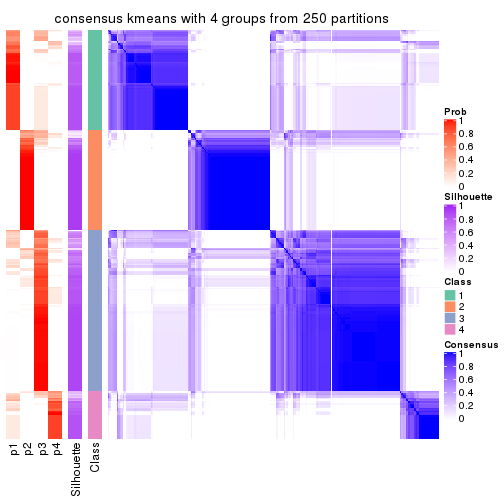 consensus kmeans with 4 groups from 250 partitions
Prob
1
0.8
0.6
0.4
0.2
0
Silhouette
1
0.8
0.6
0.4
0.2
0
Class
1
2
3
4
Consensus
1
0.8
0.6
0.4
0.2
0
p1
p2
p3
p4
Silhouette
Class